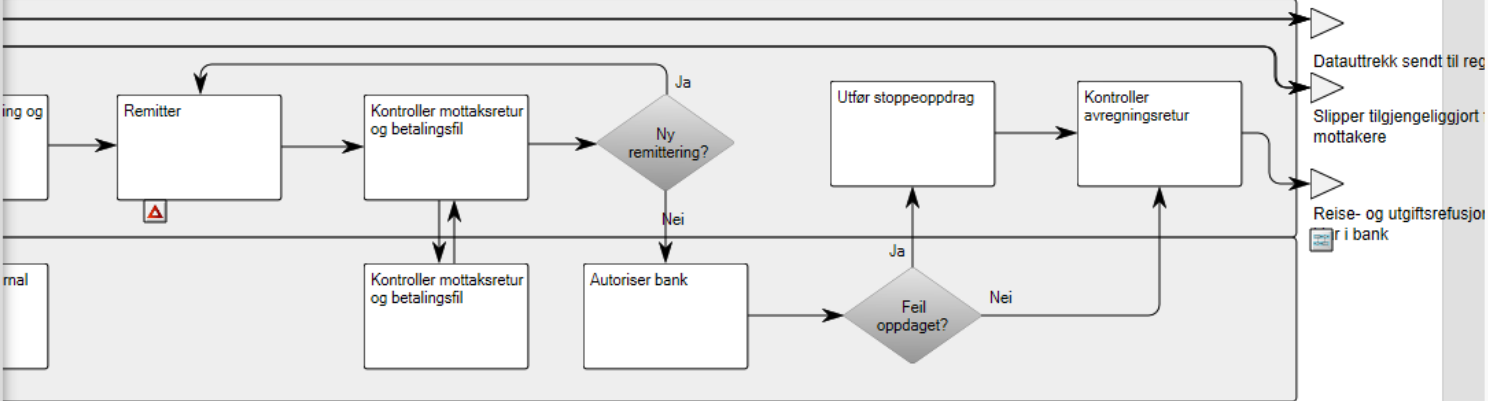 Datauttrekk sendt til reg
Ja
ing og
Remitter
Kontroller mottaksretur
og betalingsfil
Ny
remittering?
Utfør stoppeoppdrag
Kontroller
avregningsretur
Slipper tilgjengeliggjort
mottakere
Nei
Reise- og utgiftsrefusjon
i bank
Ja
mal
Kontroller mottaksretur
og betalingsfil
Autoriser bank
Feil
oppdaget?
Nei